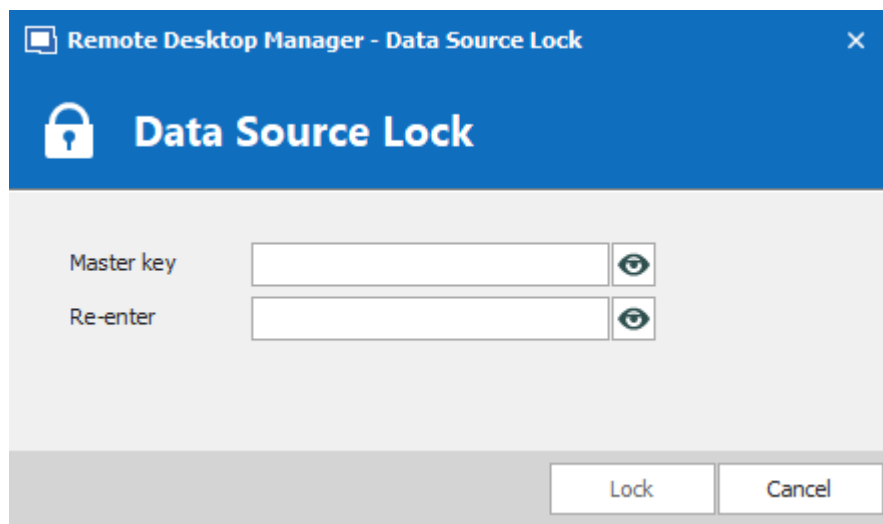 Remote Desktop Manager - Data Source Lock
Data Source Lock
Master key
Re-enter
Lock Cancel